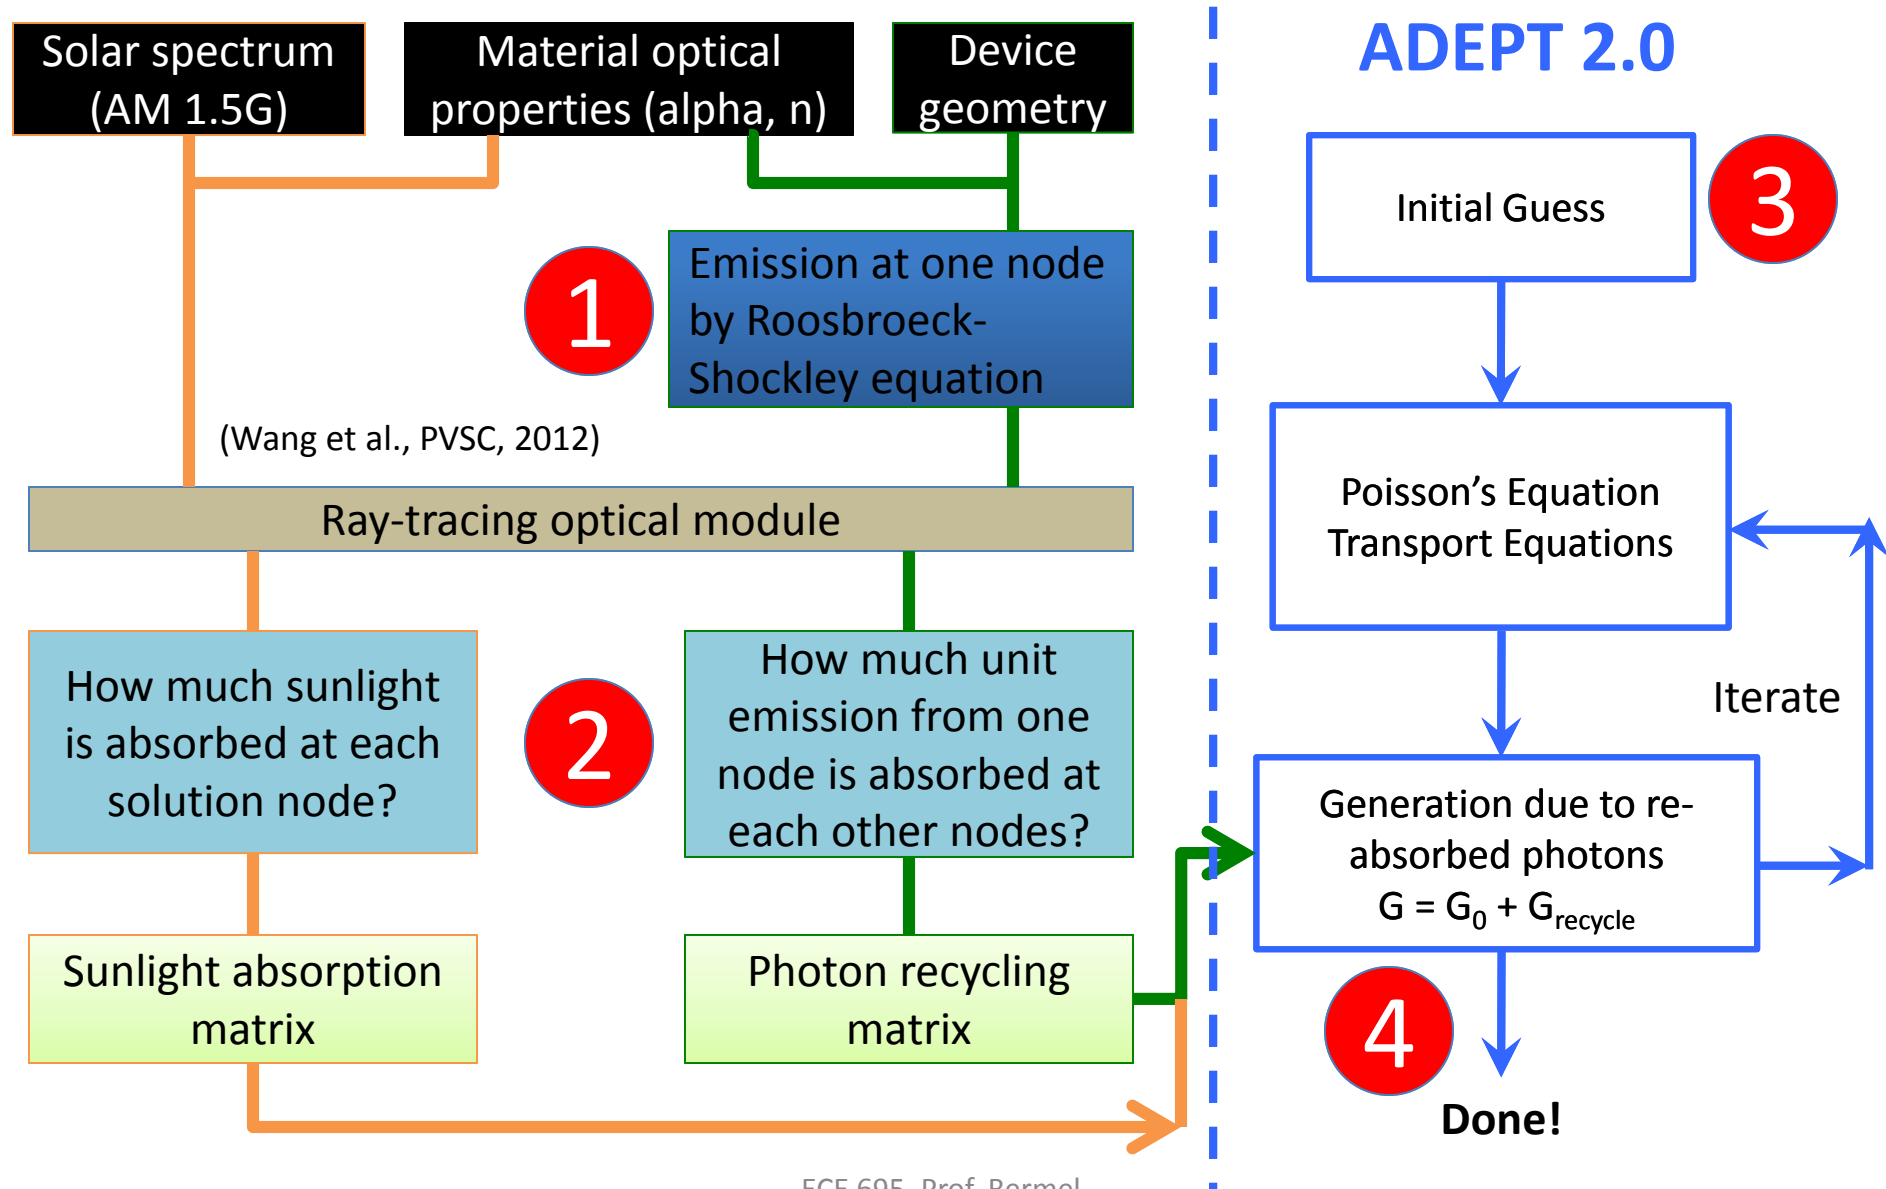 Solar spectrum
(AM 1.5G)
Material optical
properties (alpha, n)
Device
geometry
ADEPT 2.0
Initial Guess
3
1
Emission at one node
by Roosbroeck-
Shockley equation
(Wang et al., PVSC, 2012)
Ray-tracing optical module
Poisson’s Equation
Transport Equations
Iterate
How much sunlight
is absorbed at each
solution node?
2
How much unit
emission from one
node is absorbed at
each other nodes?
Generation due to re-
absorbed photons
G = G0 + Grecycle
Sunlight absorption
matrix
Photon recycling
matrix
4
Done!
ECE 695, Prof. Bermel